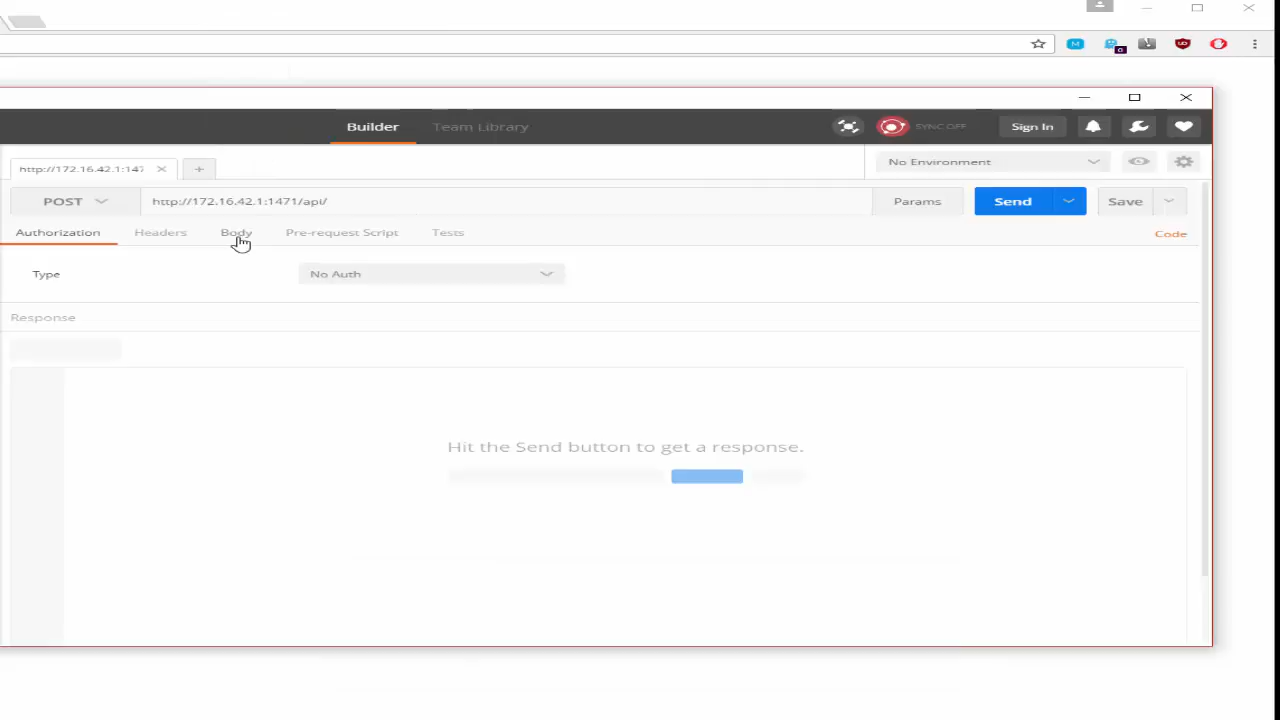 Builder Team Library SYNC OFF Sign In
http://172.16.42.1:147 No Environment
POST http://172.16.42.1:1471/api/ Params Send Save
Authorization Headers Body Pre-request Script Tests Code
Type No Auth
Response
Hit the Send button to get a response.